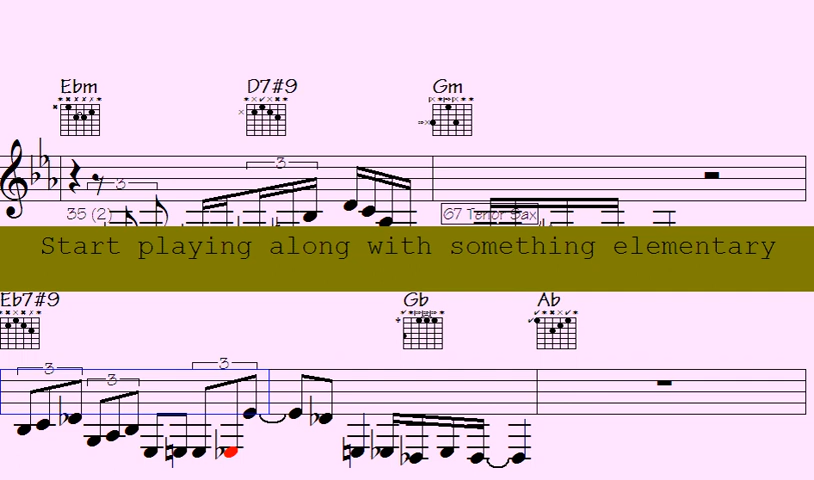 Ebm D7#9 Gm
3
3
35 (2) 67 Tenor Sax
Start playing along with something elementary
Eb7#9 Gb Ab
3 3
3